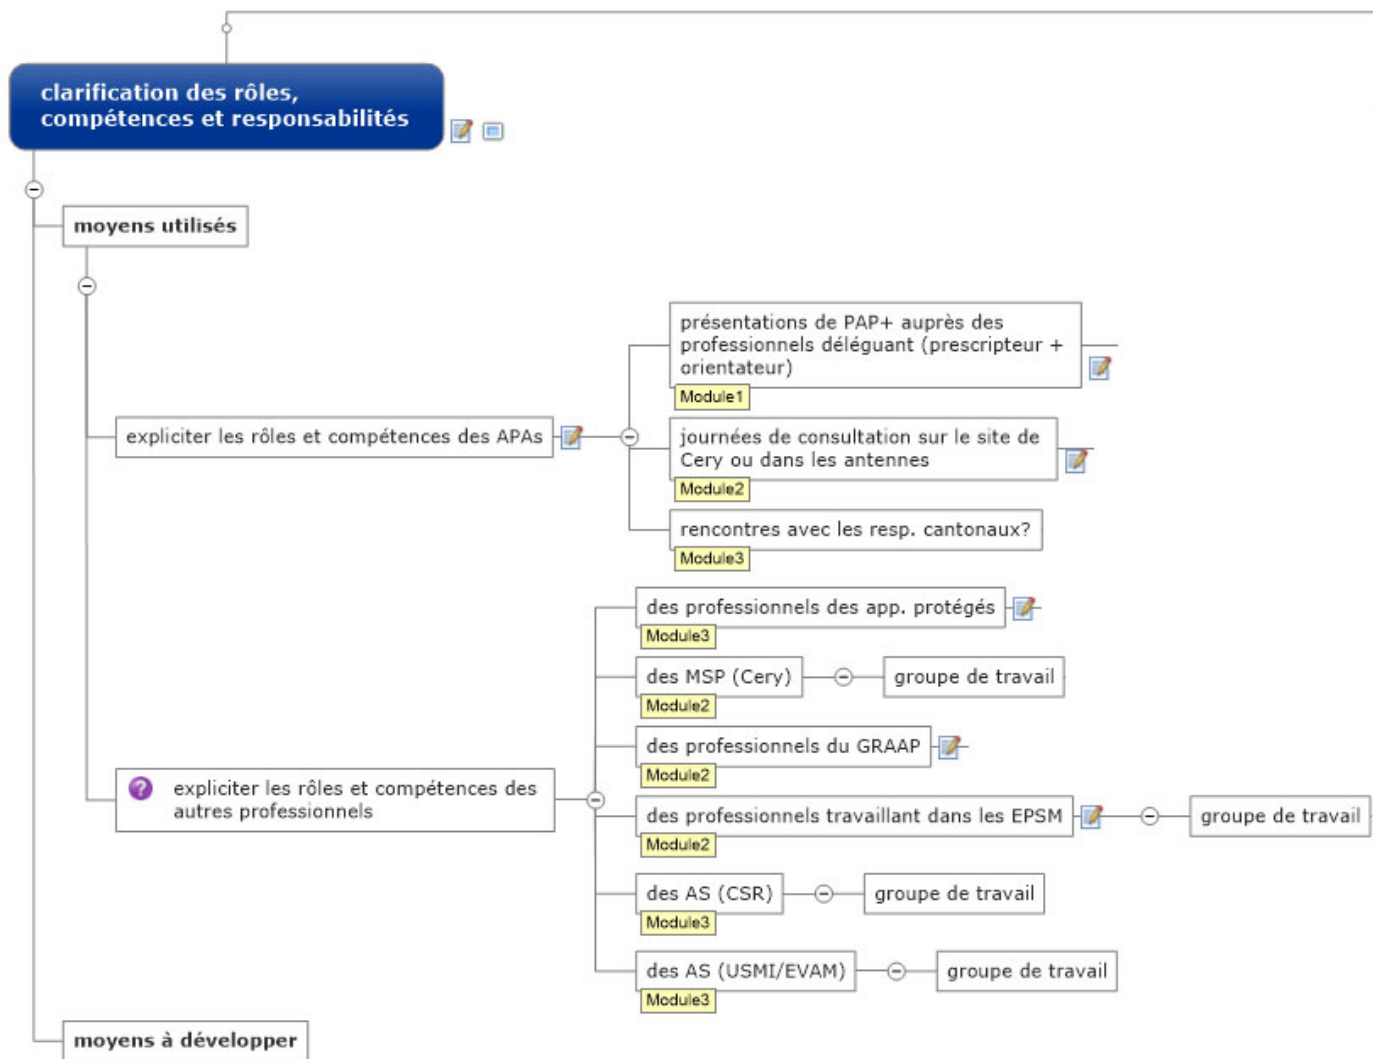 clarification des rôles,
compétences et responsabilités
moyens utilisés
expliciter les rôles et compétences des APAs
présentations de PAP+ auprès des
professionnels déléguant (prescripteur +
orientateur)
Module1
journées de consultation sur le site de
Cery ou dans les antennes
Module2
rencontres avec les resp. cantonaux?
Module3
? expliciter les rôles et compétences des
autres professionnels
des professionnels des app. protégés
Module3
des MSP (Cery)
groupe de travail
Module2
des professionnels du GRAAP
Module2
des professionnels travaillant dans les EPSM
groupe de travail
Module2
des AS (CSR)
groupe de travail
Module3
des AS (USMI/EVAM)
groupe de travail
Module3
moyens à développer